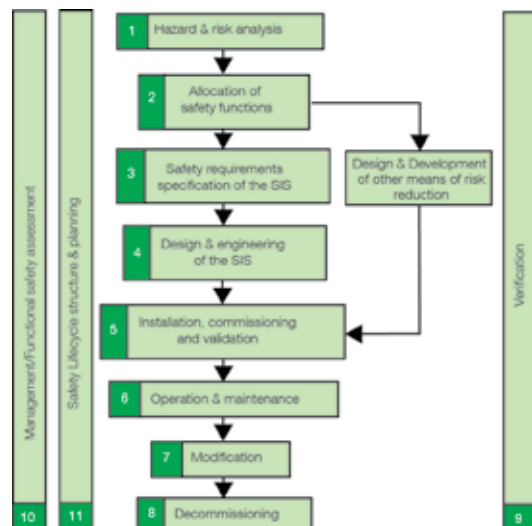 1
Hazard & risk analysis
2
Allocation of
safety functions
3
Safety requirements
specification of the SIS
Design & Development
of other means of risk
reduction
4
Design & engineering
of the SIS
5
Installation, commissioning
and validation
6
Operation & maintenance
7
Modification
8
Decommissioning
Management/Functional safety assessment
10
Safety Lifecycle structure & planning
11
Verification
9